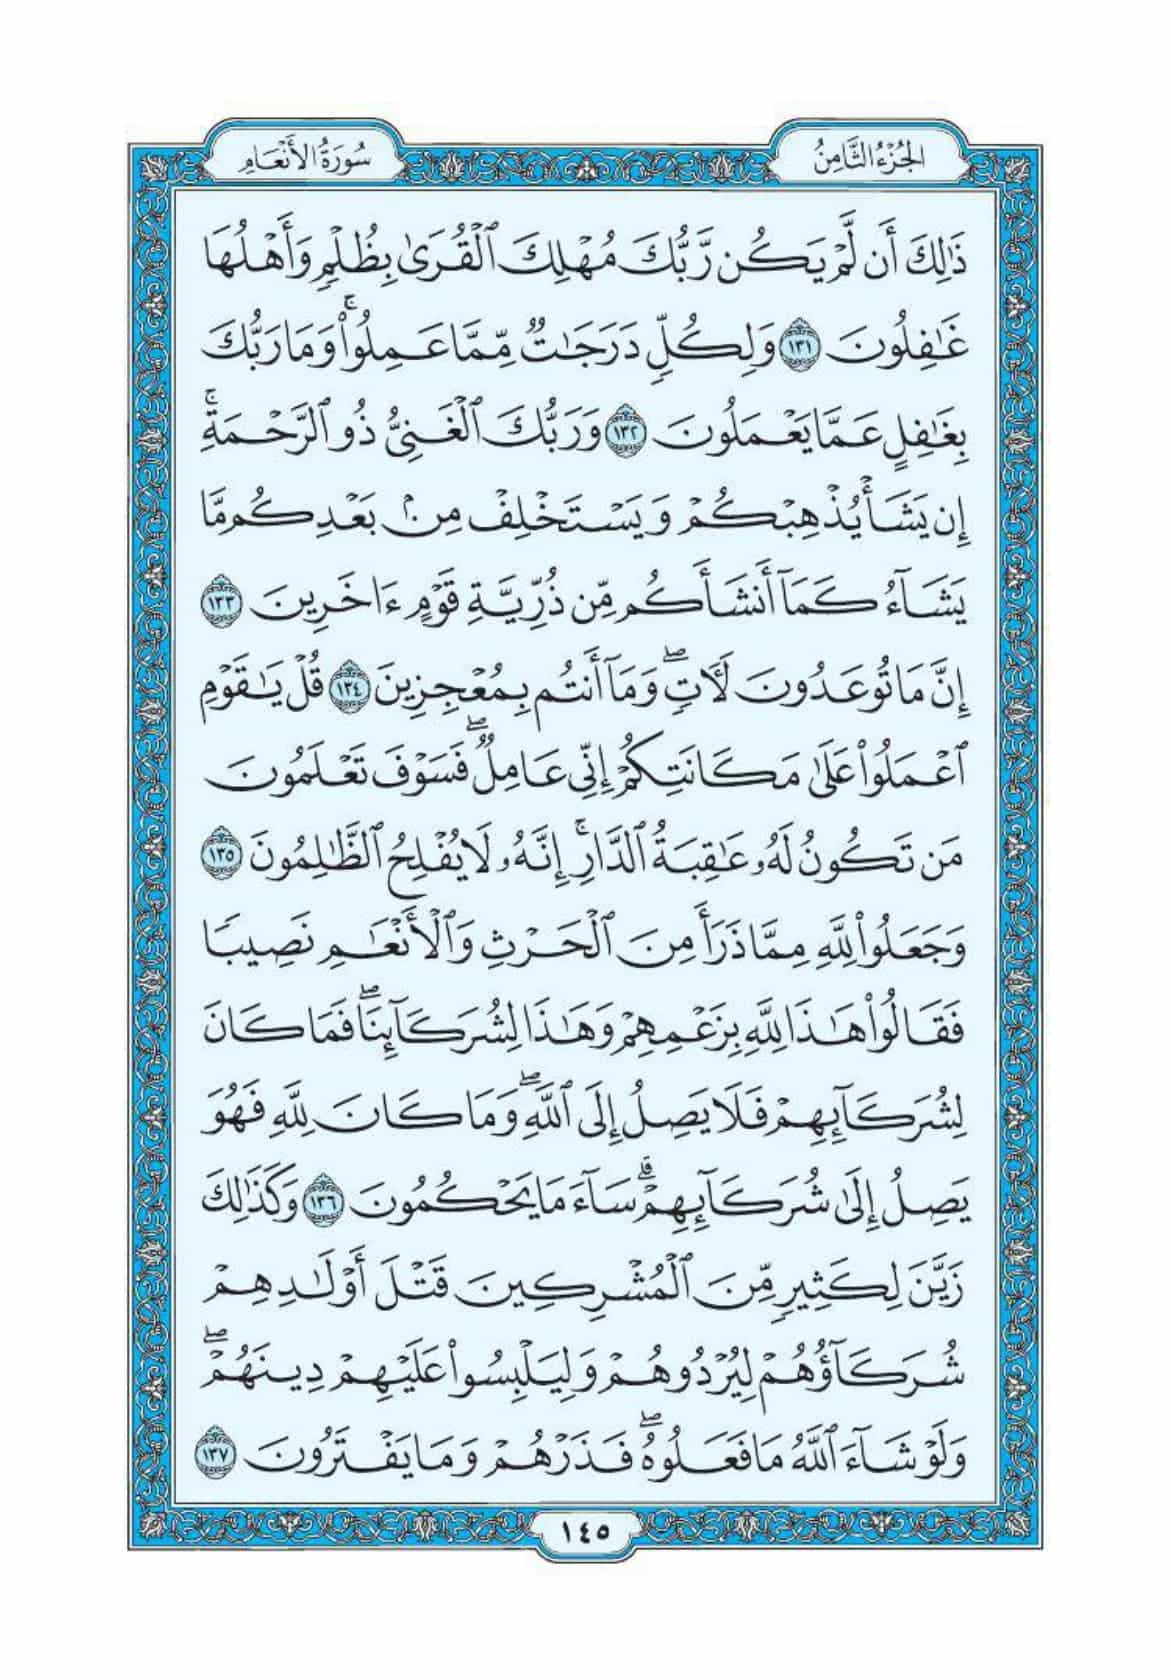 الجُزْءُ الثَّامِنُ
سُورَةُ الأَنْعَامِ
ذَٰلِكَ أَن لَّمْ يَكُن رَّبُّكَ مُهْلِكَ ٱلْقُرَىٰ بِظُلْمٍ وَأَهْلُهَا
غَٰفِلُونَ ١٣١ وَلِكُلٍّ دَرَجَٰتٌ مِّمَّا عَمِلُوا۟ ۚ وَمَا رَبُّكَ
بِغَٰفِلٍ عَمَّا يَعْمَلُونَ ١٣٢ وَرَبُّكَ ٱلْغَنِىُّ ذُو ٱلرَّحْمَةِ ۚ
إِن يَشَأْ يُذْهِبْكُمْ وَيَسْتَخْلِفْ مِنۢ بَعْدِكُم مَّا
يَشَآءُ كَمَآ أَنشَأَكُم مِّن ذُرِّيَّةِ قَوْمٍ ءَاخَرِينَ ١٣٣
إِنَّ مَا تُوعَدُونَ لَءَاتٍ ۖ وَمَآ أَنتُم بِمُعْجِزِينَ ١٣٤ قُلْ يَٰقَوْمِ
ٱعْمَلُوا۟ عَلَىٰ مَكَانَتِكُمْ إِنِّى عَامِلٌ ۖ فَسَوْفَ تَعْلَمُونَ
مَن تَكُونُ لَهُۥ عَٰقِبَةُ ٱلدَّارِ ۚ إِنَّهُۥ لَا يُفْلِحُ ٱلظَّٰلِمُونَ ١٣٥
وَجَعَلُوا۟ لِلَّهِ مِمَّا ذَرَأَ مِنَ ٱلْحَرْثِ وَٱلْأَنْعَٰمِ نَصِيبًا
فَقَالُوا۟ هَٰذَا لِلَّهِ بِزَعْمِهِمْ وَهَٰذَا لِشُرَكَآئِنَا ۖ فَمَا كَانَ
لِشُرَكَآئِهِمْ فَلَا يَصِلُ إِلَى ٱللَّهِ ۖ وَمَا كَانَ لِلَّهِ فَهُوَ
يَصِلُ إِلَىٰ شُرَكَآئِهِمْ ۗ سَآءَ مَا يَحْكُمُونَ ١٣٦ وَكَذَٰلِكَ
زَيَّنَ لِكَثِيرٍ مِّنَ ٱلْمُشْرِكِينَ قَتْلَ أَوْلَٰدِهِمْ
شُرَكَآؤُهُمْ لِيُرْدُوهُمْ وَلِيَلْبِسُوا۟ عَلَيْهِمْ دِينَهُمْ ۖ
وَلَوْ شَآءَ ٱللَّهُ مَا فَعَلُوهُ ۖ فَذَرْهُمْ وَمَا يَفْتَرُونَ ١٣٧
١٤٥